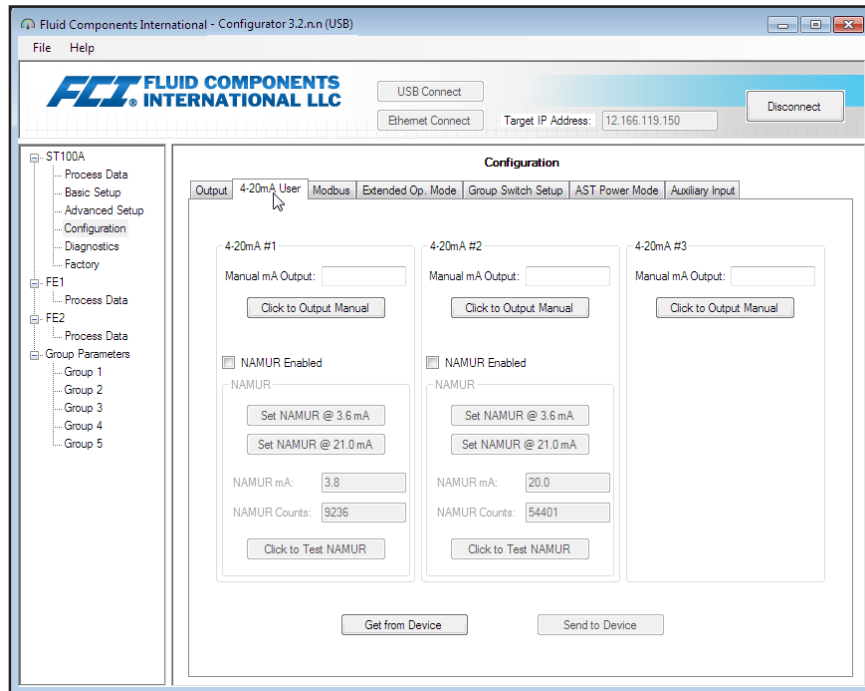 Fluid Components International - Configurator 3.2.n.n (USB)
File Help
FCI FLUID COMPONENTS
® INTERNATIONAL LLC
USB Connect
Ethernet Connect
Target IP Address: 12.166.119.150
Disconnect
ST100A
Process Data
Basic Setup
Advanced Setup
Configuration
Diagnostics
Factory
FE1
Process Data
FE2
Process Data
Group Parameters
Group 1
Group 2
Group 3
Group 4
Group 5
Configuration
Output 4-20mA User Modbus Extended Op. Mode Group Switch Setup AST Power Mode Auxiliary Input
4-20mA #1
Manual mA Output:
Click to Output Manual
NAMUR Enabled
NAMUR
Set NAMUR @ 3.6 mA
Set NAMUR @ 21.0 mA
NAMUR mA: 3.8
NAMUR Counts: 9236
Click to Test NAMUR
4-20mA #2
Manual mA Output:
Click to Output Manual
NAMUR Enabled
NAMUR
Set NAMUR @ 3.6 mA
Set NAMUR @ 21.0 mA
NAMUR mA: 20.0
NAMUR Counts: 54401
Click to Test NAMUR
4-20mA #3
Manual mA Output:
Click to Output Manual
Get from Device
Send to Device